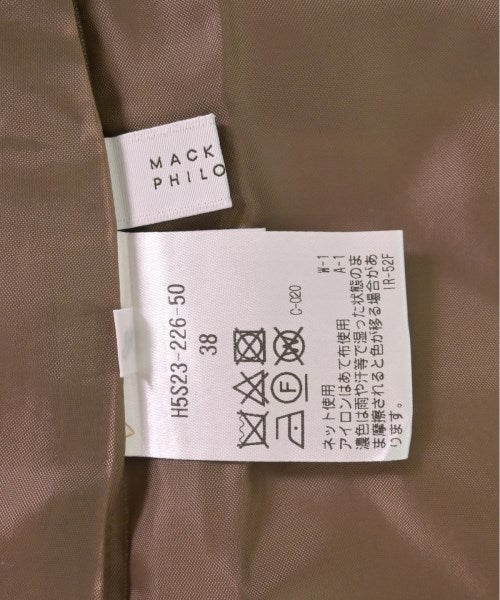 MACK
PHILO
H5S23-226-50
38
C-020
W-1
A-1
ネット使用
アイロンはあて布使用
濃色は雨や汗等で湿った状態のま
ま摩擦されると色が移る場合があ
ります。
IR-52F